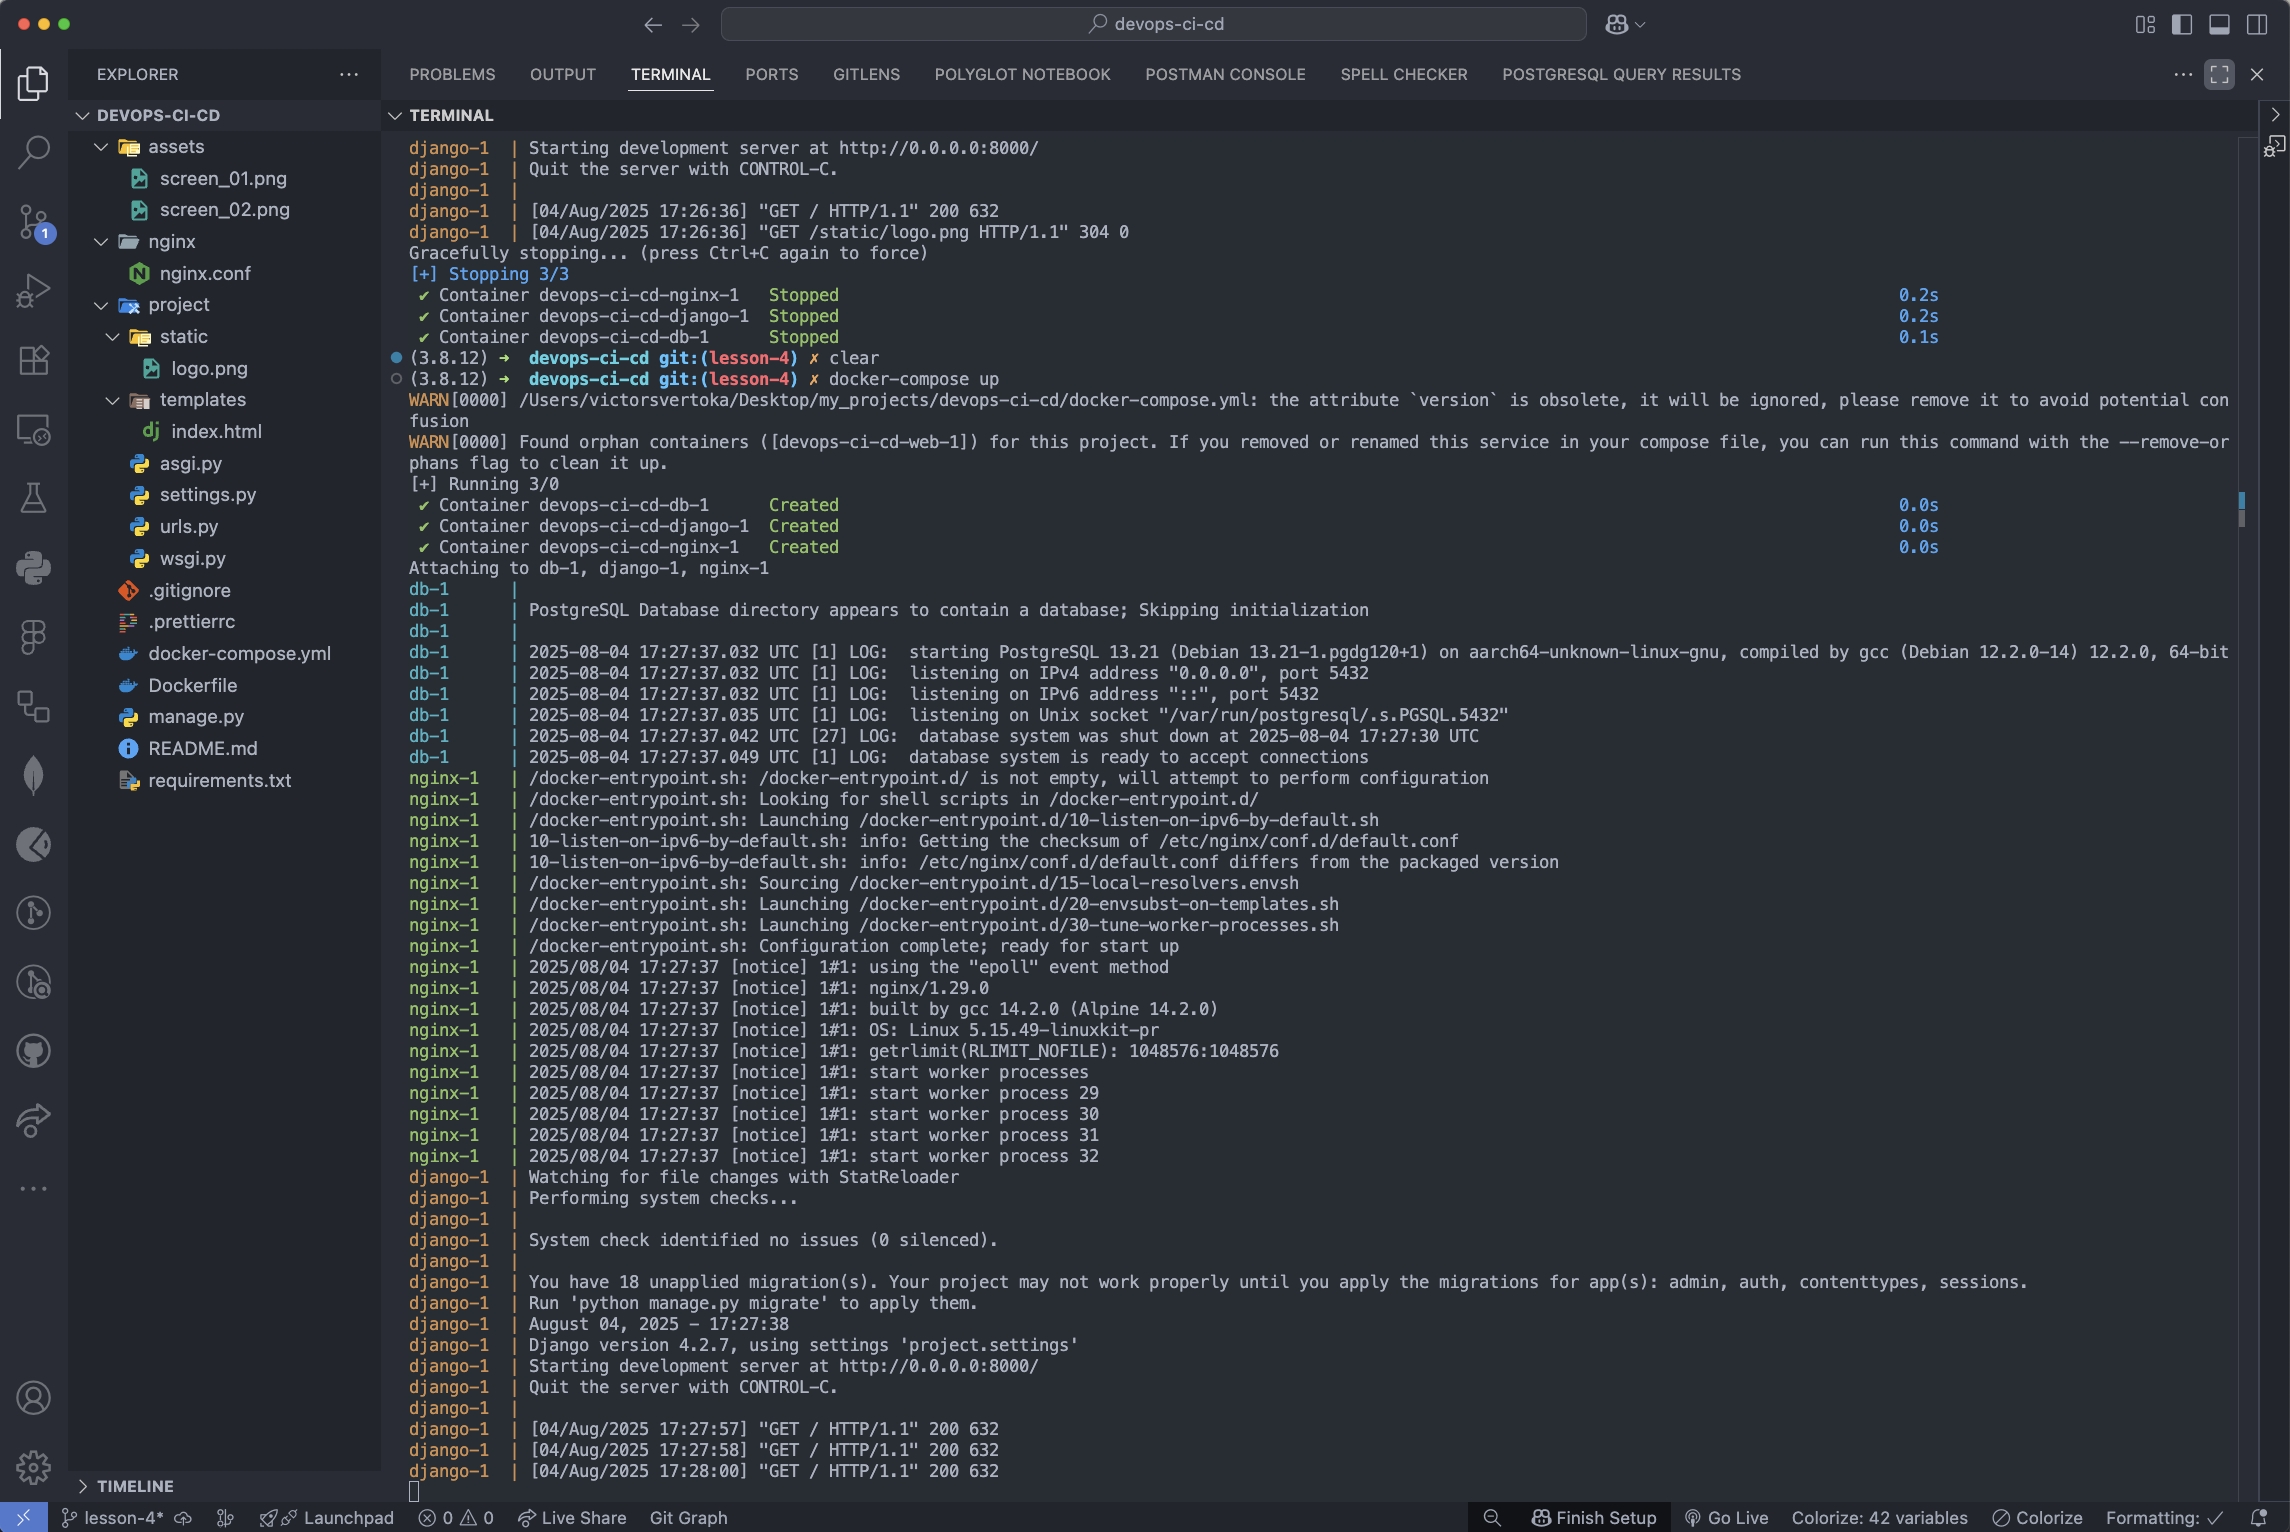 devops-ci-cd
EXPLORER
DEVOPS-CI-CD
assets
screen_01.png
screen_02.png
nginx
nginx.conf
project
static
logo.png
templates
index.html
asgi.py
settings.py
urls.py
wsgi.py
.gitignore
.prettierrc
docker-compose.yml
Dockerfile
manage.py
README.md
requirements.txt
TIMELINE
1
PROBLEMS OUTPUT TERMINAL PORTS GITLENS POLYGLOT NOTEBOOK POSTMAN CONSOLE SPELL CHECKER POSTGRESQL QUERY RESULTS
TERMINAL
django-1 | Starting development server at http://0.0.0.0:8000/
django-1 | Quit the server with CONTROL-C.
django-1 |
django-1 | [04/Aug/2025 17:26:36] "GET / HTTP/1.1" 200 632
django-1 | [04/Aug/2025 17:26:36] "GET /static/logo.png HTTP/1.1" 304 0
Gracefully stopping... (press Ctrl+C again to force)
[+] Stopping 3/3
✔ Container devops-ci-cd-nginx-1 Stopped 0.2s
✔ Container devops-ci-cd-django-1 Stopped 0.2s
✔ Container devops-ci-cd-db-1 Stopped 0.1s
(3.8.12) ➜ devops-ci-cd git:(lesson-4) ✗ clear
(3.8.12) ➜ devops-ci-cd git:(lesson-4) ✗ docker-compose up
WARN[0000] /Users/victorsvertoka/Desktop/my_projects/devops-ci-cd/docker-compose.yml: the attribute `version` is obsolete, it will be ignored, please remove it to avoid potential con
fusion
WARN[0000] Found orphan containers ([devops-ci-cd-web-1]) for this project. If you removed or renamed this service in your compose file, you can run this command with the --remove-or
phans flag to clean it up.
[+] Running 3/0
✔ Container devops-ci-cd-db-1 Created 0.0s
✔ Container devops-ci-cd-django-1 Created 0.0s
✔ Container devops-ci-cd-nginx-1 Created 0.0s
Attaching to db-1, django-1, nginx-1
db-1 |
db-1 | PostgreSQL Database directory appears to contain a database; Skipping initialization
db-1 |
db-1 | 2025-08-04 17:27:37.032 UTC [1] LOG:  starting PostgreSQL 13.21 (Debian 13.21-1.pgdg120+1) on aarch64-unknown-linux-gnu, compiled by gcc (Debian 12.2.0-14) 12.2.0, 64-bit
db-1 | 2025-08-04 17:27:37.032 UTC [1] LOG:  listening on IPv4 address "0.0.0.0", port 5432
db-1 | 2025-08-04 17:27:37.032 UTC [1] LOG:  listening on IPv6 address "::", port 5432
db-1 | 2025-08-04 17:27:37.035 UTC [1] LOG:  listening on Unix socket "/var/run/postgresql/.s.PGSQL.5432"
db-1 | 2025-08-04 17:27:37.042 UTC [27] LOG:  database system was shut down at 2025-08-04 17:27:30 UTC
db-1 | 2025-08-04 17:27:37.049 UTC [1] LOG:  database system is ready to accept connections
nginx-1 | /docker-entrypoint.sh: /docker-entrypoint.d/ is not empty, will attempt to perform configuration
nginx-1 | /docker-entrypoint.sh: Looking for shell scripts in /docker-entrypoint.d/
nginx-1 | /docker-entrypoint.sh: Launching /docker-entrypoint.d/10-listen-on-ipv6-by-default.sh
nginx-1 | 10-listen-on-ipv6-by-default.sh: info: Getting the checksum of /etc/nginx/conf.d/default.conf
nginx-1 | 10-listen-on-ipv6-by-default.sh: info: /etc/nginx/conf.d/default.conf differs from the packaged version
nginx-1 | /docker-entrypoint.sh: Sourcing /docker-entrypoint.d/15-local-resolvers.envsh
nginx-1 | /docker-entrypoint.sh: Launching /docker-entrypoint.d/20-envsubst-on-templates.sh
nginx-1 | /docker-entrypoint.sh: Launching /docker-entrypoint.d/30-tune-worker-processes.sh
nginx-1 | /docker-entrypoint.sh: Configuration complete; ready for start up
nginx-1 | 2025/08/04 17:27:37 [notice] 1#1: using the "epoll" event method
nginx-1 | 2025/08/04 17:27:37 [notice] 1#1: nginx/1.29.0
nginx-1 | 2025/08/04 17:27:37 [notice] 1#1: built by gcc 14.2.0 (Alpine 14.2.0)
nginx-1 | 2025/08/04 17:27:37 [notice] 1#1: OS: Linux 5.15.49-linuxkit-pr
nginx-1 | 2025/08/04 17:27:37 [notice] 1#1: getrlimit(RLIMIT_NOFILE): 1048576:1048576
nginx-1 | 2025/08/04 17:27:37 [notice] 1#1: start worker processes
nginx-1 | 2025/08/04 17:27:37 [notice] 1#1: start worker process 29
nginx-1 | 2025/08/04 17:27:37 [notice] 1#1: start worker process 30
nginx-1 | 2025/08/04 17:27:37 [notice] 1#1: start worker process 31
nginx-1 | 2025/08/04 17:27:37 [notice] 1#1: start worker process 32
django-1 | Watching for file changes with StatReloader
django-1 | Performing system checks...
django-1 |
django-1 | System check identified no issues (0 silenced).
django-1 |
django-1 | You have 18 unapplied migration(s). Your project may not work properly until you apply the migrations for app(s): admin, auth, contenttypes, sessions.
django-1 | Run 'python manage.py migrate' to apply them.
django-1 | August 04, 2025 - 17:27:38
django-1 | Django version 4.2.7, using settings 'project.settings'
django-1 | Starting development server at http://0.0.0.0:8000/
django-1 | Quit the server with CONTROL-C.
django-1 |
django-1 | [04/Aug/2025 17:27:57] "GET / HTTP/1.1" 200 632
django-1 | [04/Aug/2025 17:27:58] "GET / HTTP/1.1" 200 632
django-1 | [04/Aug/2025 17:28:00] "GET / HTTP/1.1" 200 632
lesson-4* Launchpad 0 0 Live Share Git Graph Finish Setup Go Live Colorize: 42 variables Colorize Formatting: ✓